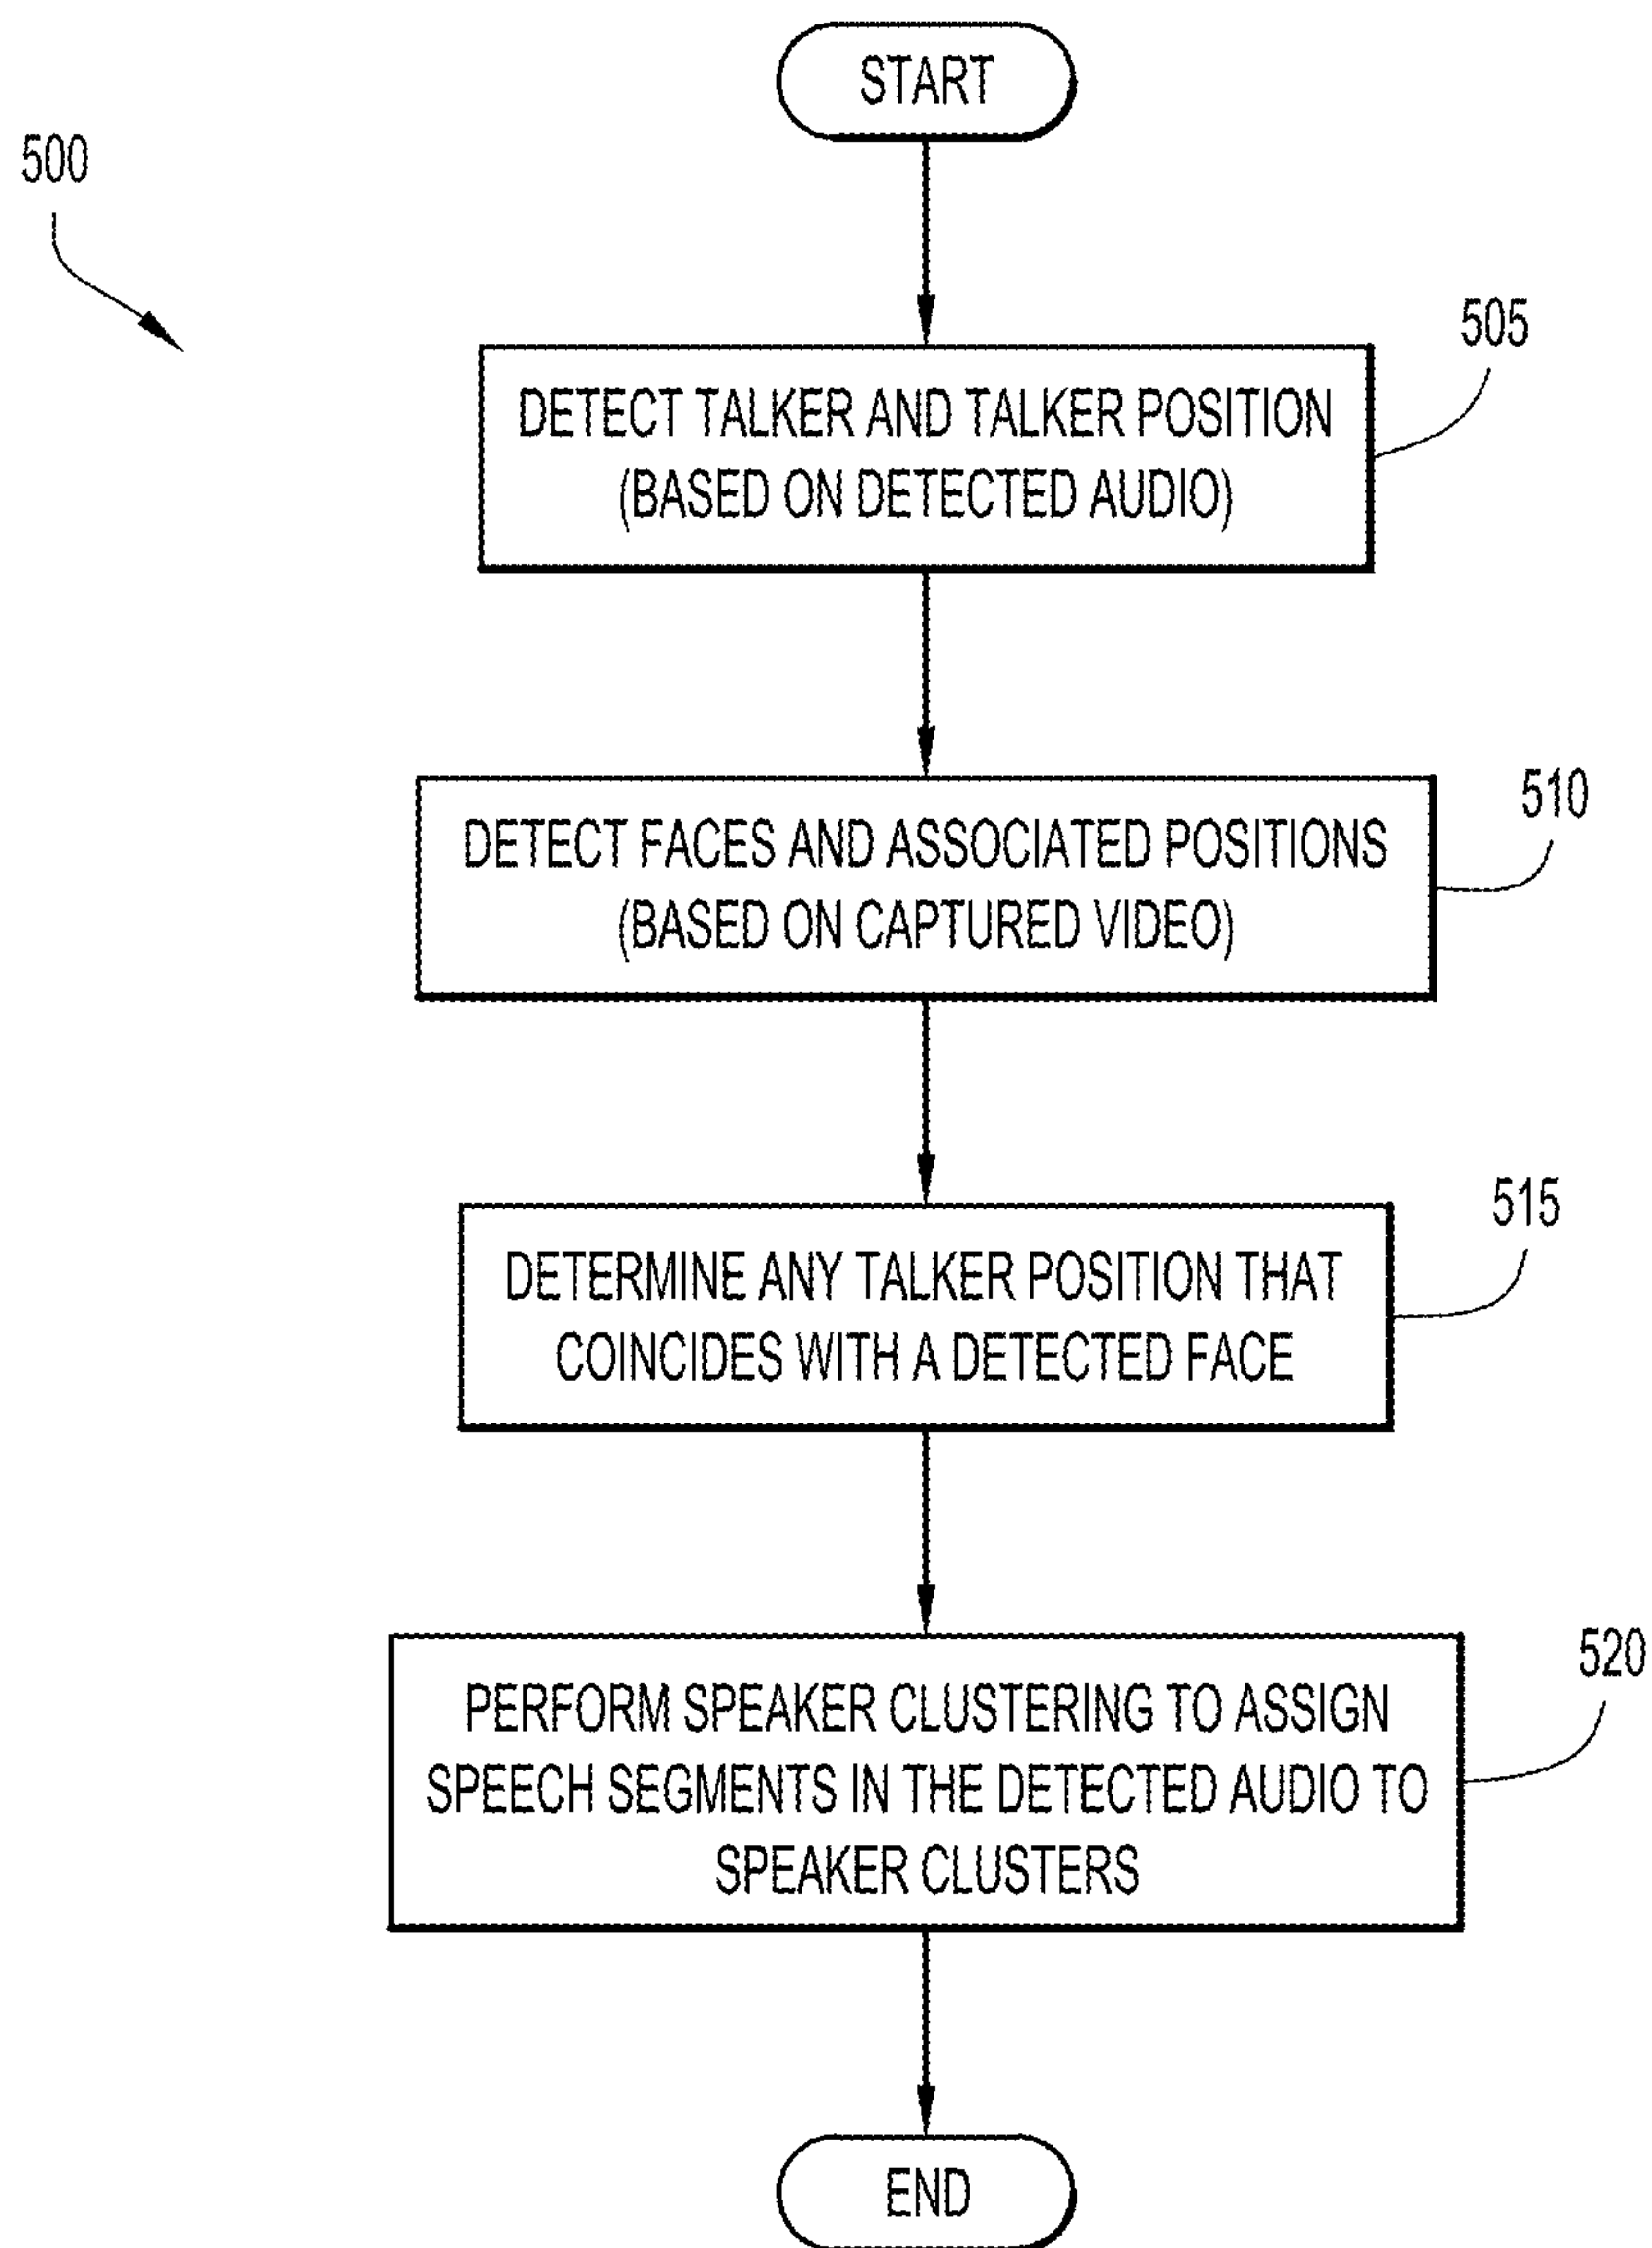 START
500
505
DETECT TALKER AND TALKER POSITION
(BASED ON DETECTED AUDIO)
510
DETECT FACES AND ASSOCIATED POSITIONS
(BASED ON CAPTURED VIDEO)
515
DETERMINE ANY TALKER POSITION THAT
COINCIDES WITH A DETECTED FACE
520
PERFORM SPEAKER CLUSTERING TO ASSIGN
SPEECH SEGMENTS IN THE DETECTED AUDIO TO
SPEAKER CLUSTERS
END